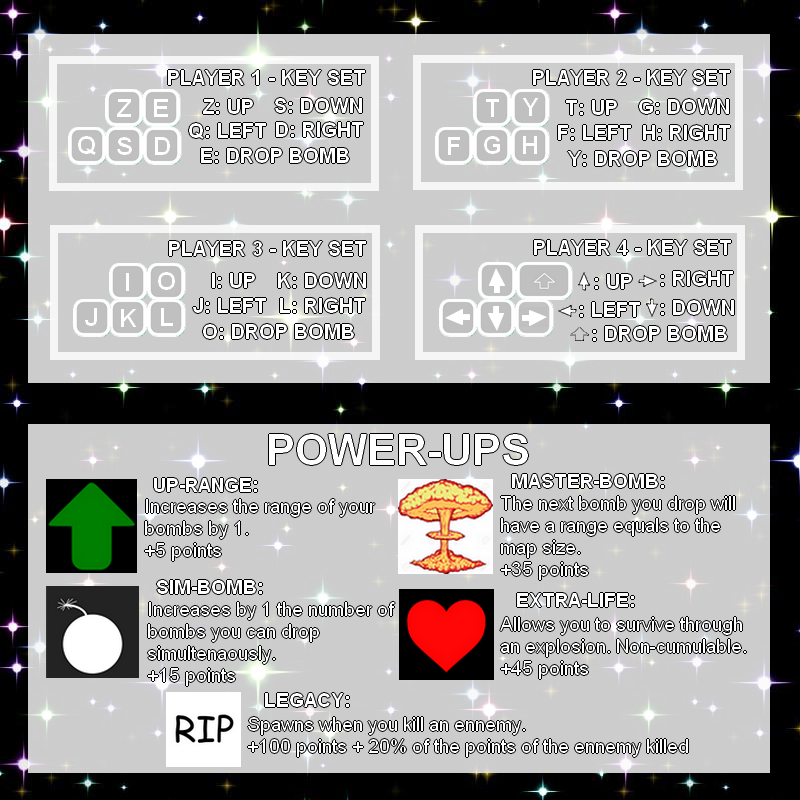 PLAYER 1 - KEY SET
Z E
Z: UP S: DOWN
Q S D
Q: LEFT D: RIGHT
E: DROP BOMB
PLAYER 2 - KEY SET
T Y
T: UP G: DOWN
F G H
F: LEFT H: RIGHT
Y: DROP BOMB
PLAYER 3 - KEY SET
I O
I: UP K: DOWN
J K L
J: LEFT L: RIGHT
O: DROP BOMB
PLAYER 4 - KEY SET
: UP : RIGHT
: LEFT : DOWN
: DROP BOMB
POWER-UPS
UP-RANGE:
Increases the range of your
bombs by 1.
+5 points
MASTER-BOMB:
The next bomb you drop will
have a range equals to the
map size.
+35 points
SIM-BOMB:
Increases by 1 the number of
bombs you can drop
simultenaously.
+15 points
EXTRA-LIFE:
Allows you to survive through
an explosion. Non-cumulable.
+45 points
RIP
LEGACY:
Spawns when you kill an ennemy.
+100 points + 20% of the points of the ennemy killed